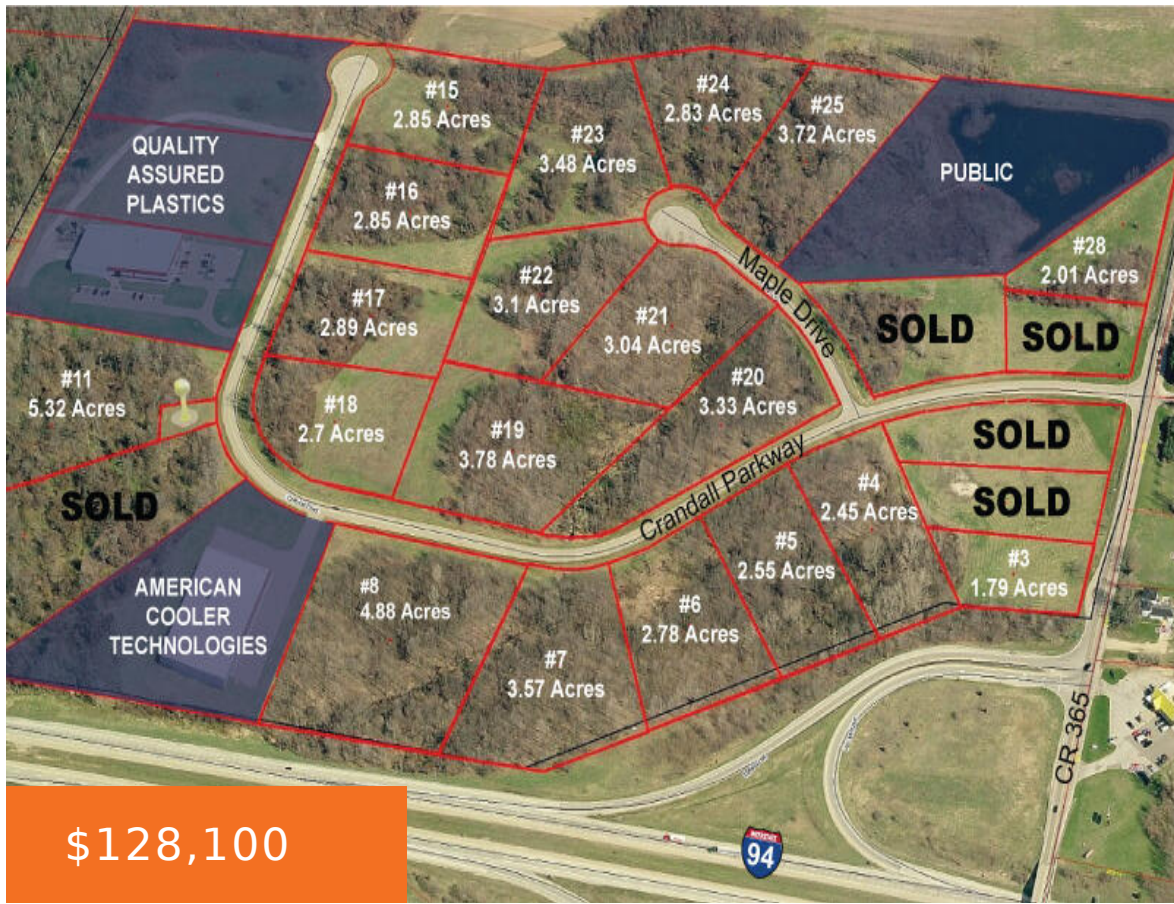 #15
2.85 Acres
#24
2.83 Acres
#25
3.72 Acres
#23
3.48 Acres
QUALITY
ASSURED
PLASTICS
PUBLIC
#16
2.85 Acres
#28
2.01 Acres
#22
3.1 Acres
Maple Drive
#17
2.89 Acres
#21
3.04 Acres
SOLD
SOLD
#11
5.32 Acres
#20
3.33 Acres
#18
2.7 Acres
#19
3.78 Acres
SOLD
Crandall Parkway
#4
2.45 Acres
SOLD
SOLD
#5
2.55 Acres
#3
1.79 Acres
AMERICAN
COOLER
TECHNOLOGIES
#8
4.88 Acres
#6
2.78 Acres
#7
3.57 Acres
CR 365
$128,100
INTERSTATE
94